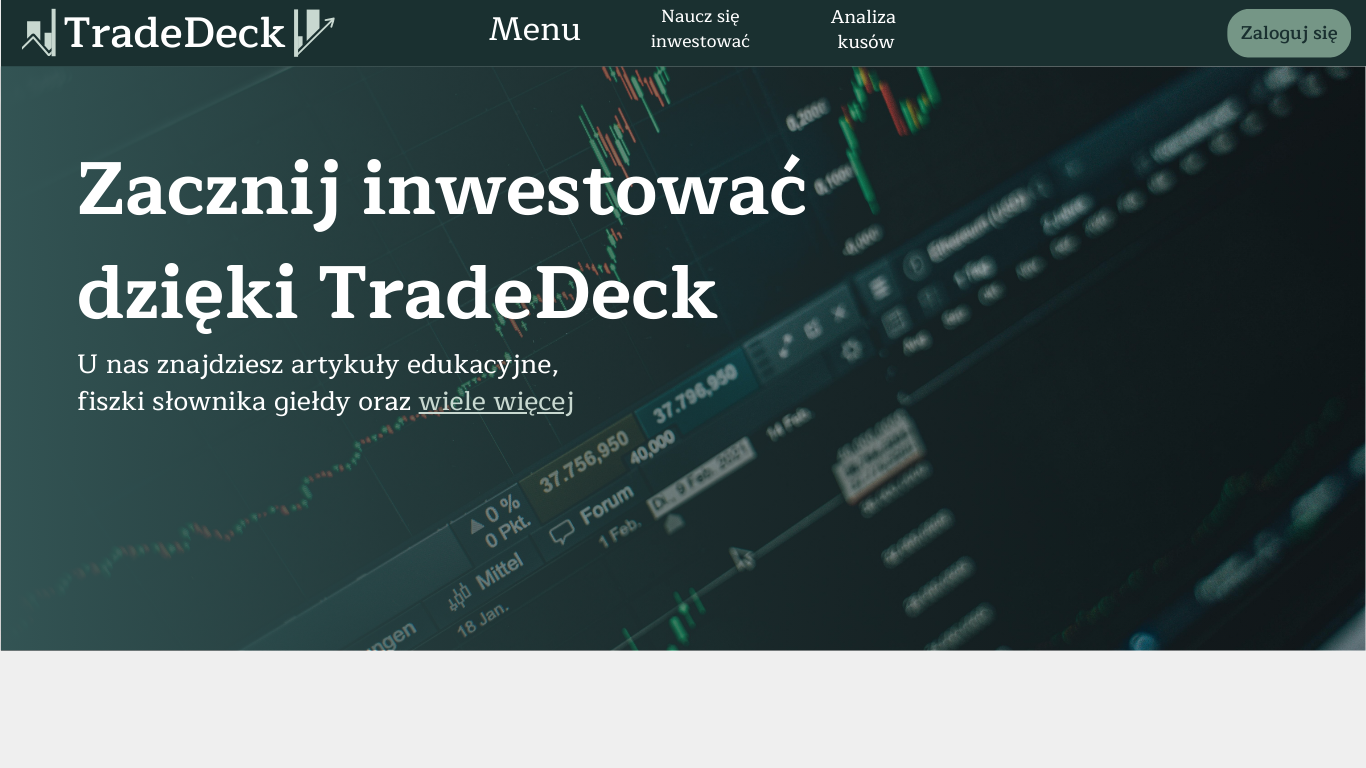 TradeDeck
Menu
Naucz się
inwestować
Analiza
kusów
Zaloguj się
Zacznij inwestować
dzięki TradeDeck
U nas znajdziesz artykuły edukacyjne,
fiszki słownika giełdy oraz wiele więcej
0,2000
0,1000
Ethereum (USD)
37.796,950
37.756,950
40,000
14 Feb.
Di., 9 Feb. 2021
0 %
0 Pkt.
Forum
1 Feb.
Mittel
18 Jan.